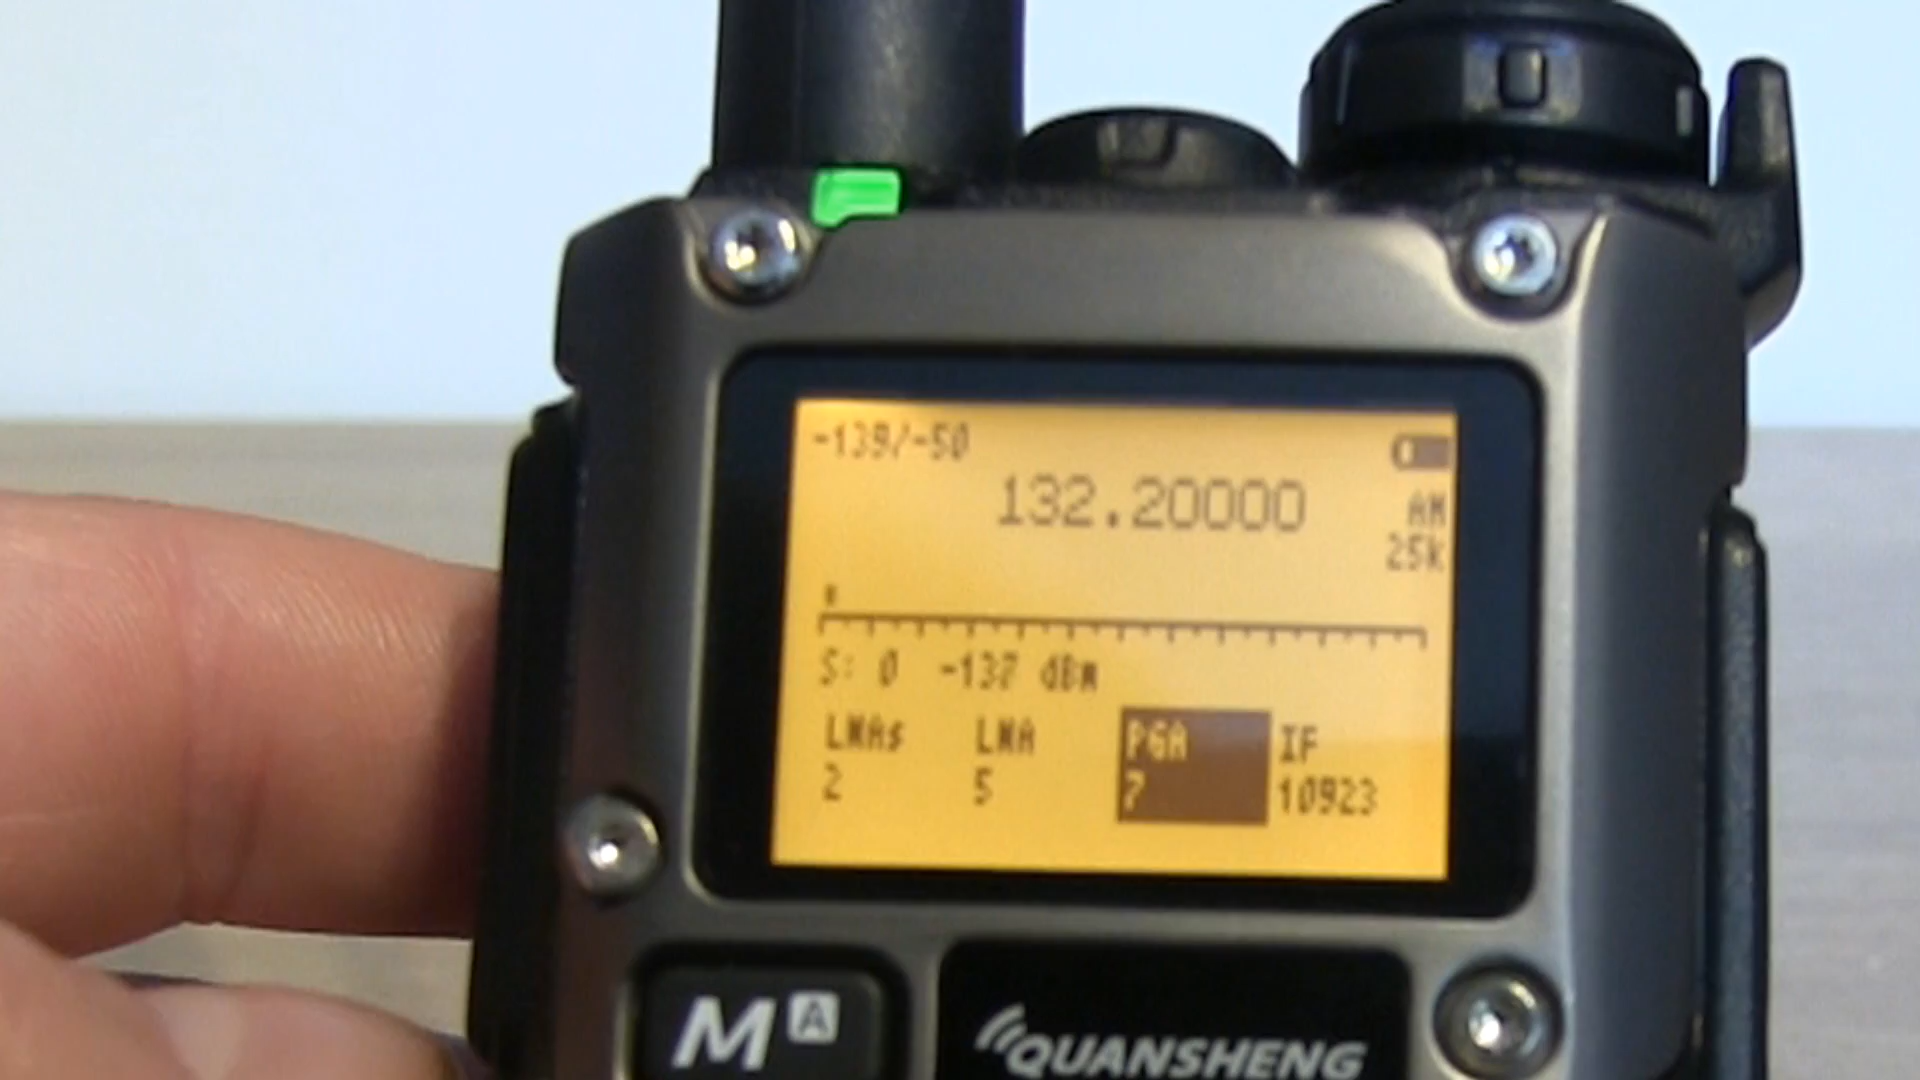 -139/-50
132.20000
AM
25k
S: 0 -137 dBm
LNAs LNA PGA IF
2 5 7 10923
M A
QUANSHENG